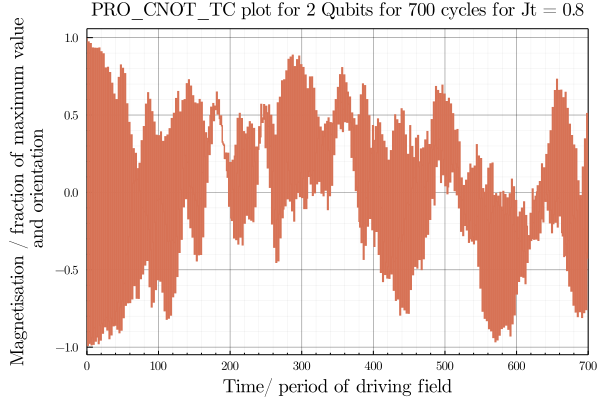 PRO_CNOT_TC plot for 2 Qubits for 700 cycles for Jt = 0.8
Magnetisation / fraction of maximum value
and orientation
1.0
0.5
0.0
−0.5
−1.0
0 100 200 300 400 500 600 700
Time/ period of driving field